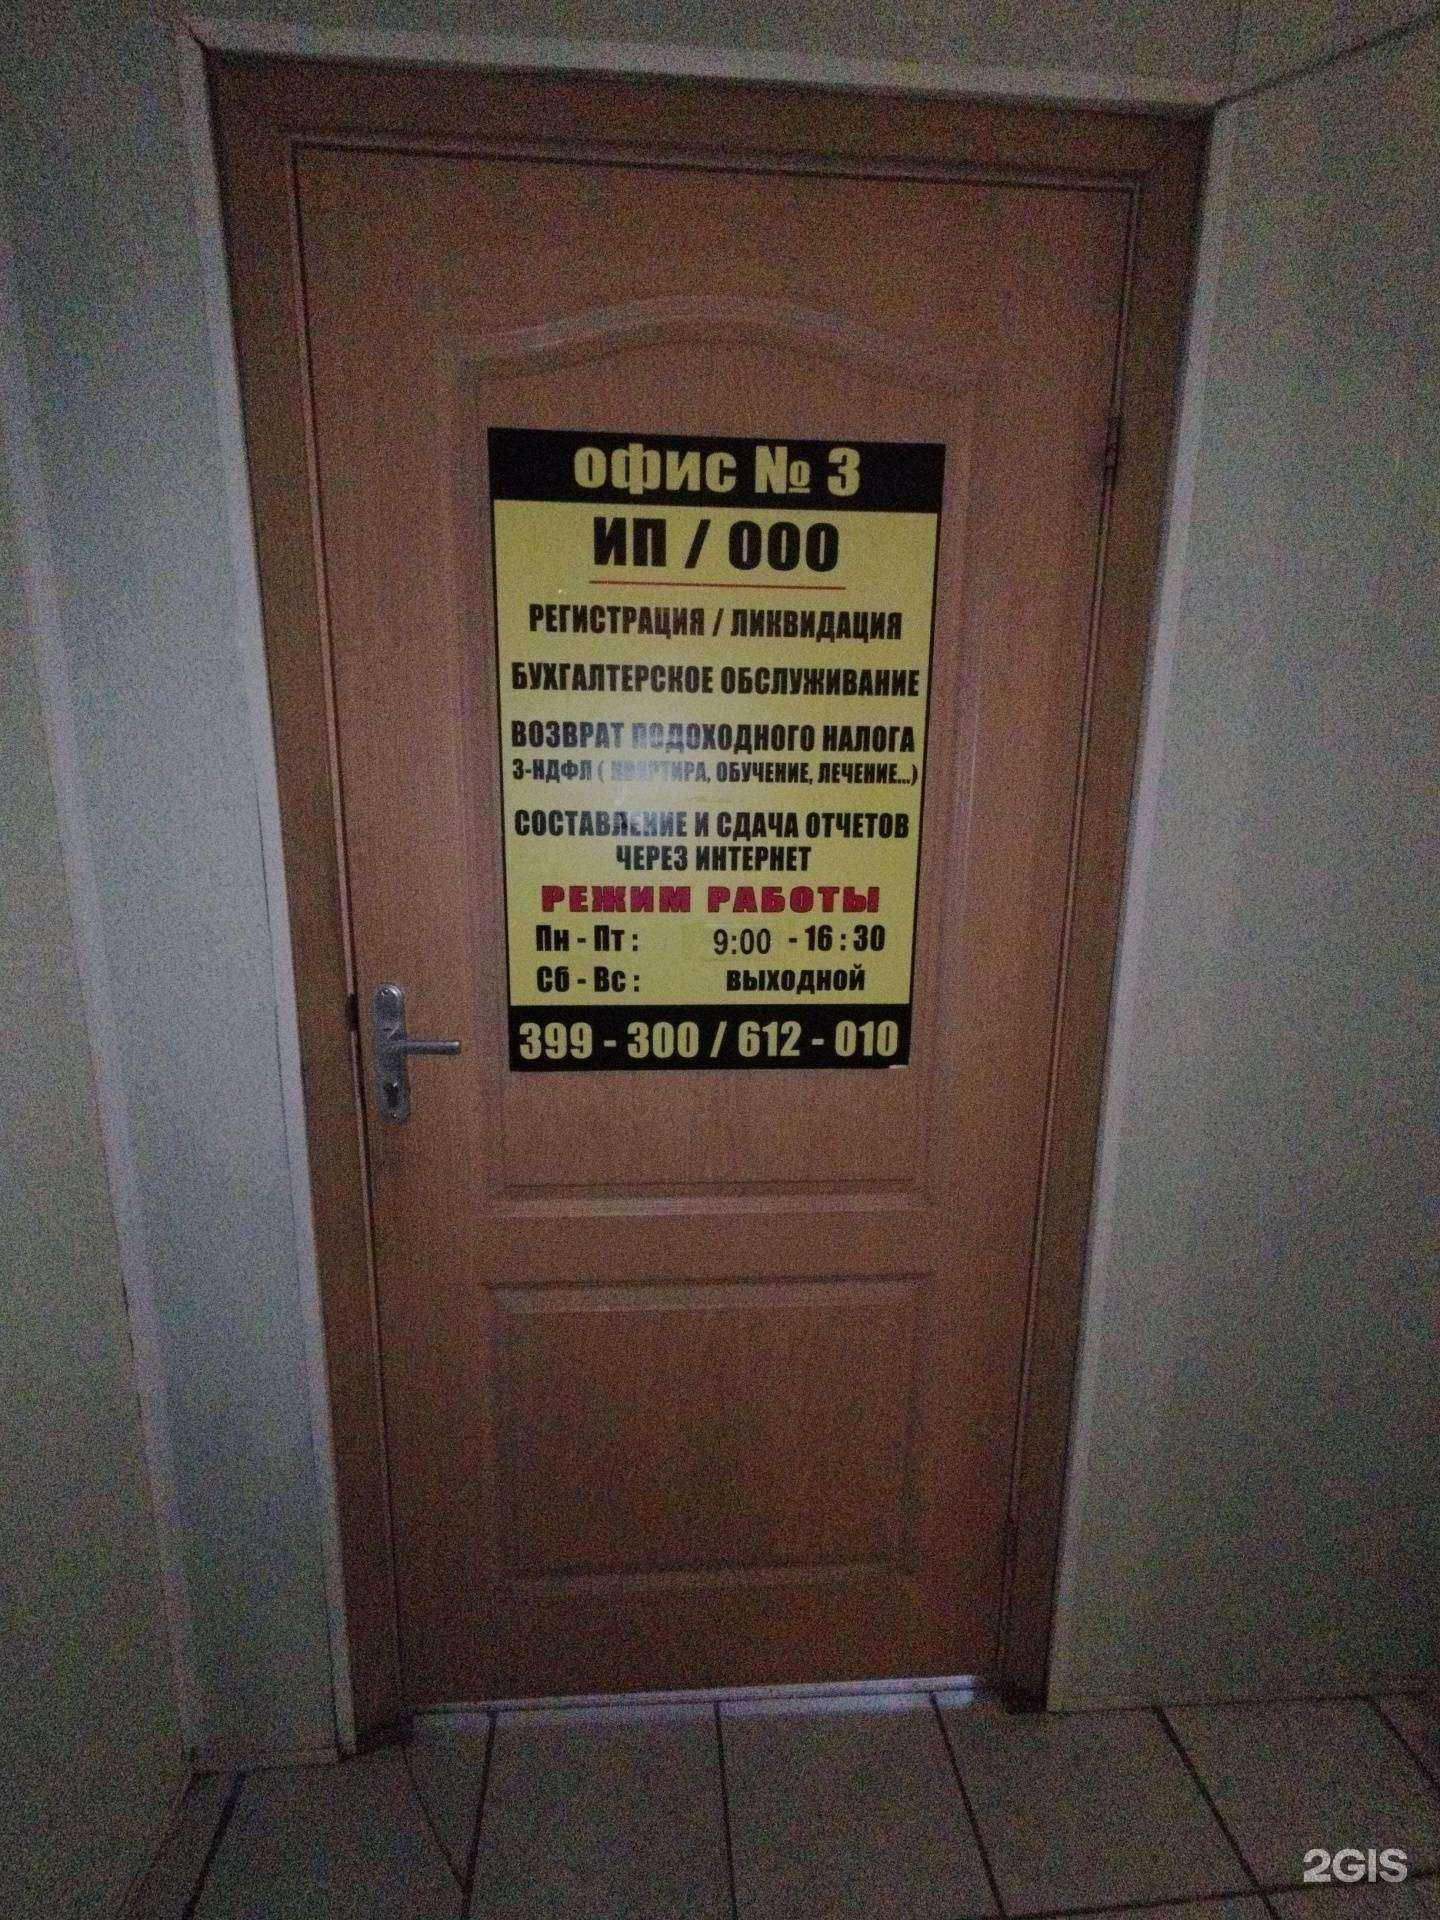 офис № 3
ИП / ООО
РЕГИСТРАЦИЯ / ЛИКВИДАЦИЯ
БУХГАЛТЕРСКОЕ ОБСЛУЖИВАНИЕ
ВОЗВРАТ ПОДОХОДНОГО НАЛОГА
3-НДФЛ ( КВАРТИРА, ОБУЧЕНИЕ, ЛЕЧЕНИЕ...)
СОСТАВЛЕНИЕ И СДАЧА ОТЧЕТОВ
ЧЕРЕЗ ИНТЕРНЕТ
РЕЖИМ РАБОТЫ
Пн - Пт : 9:00 - 16 : 30
Сб - Вс : выходной
399 - 300 / 612 - 010
2GIS